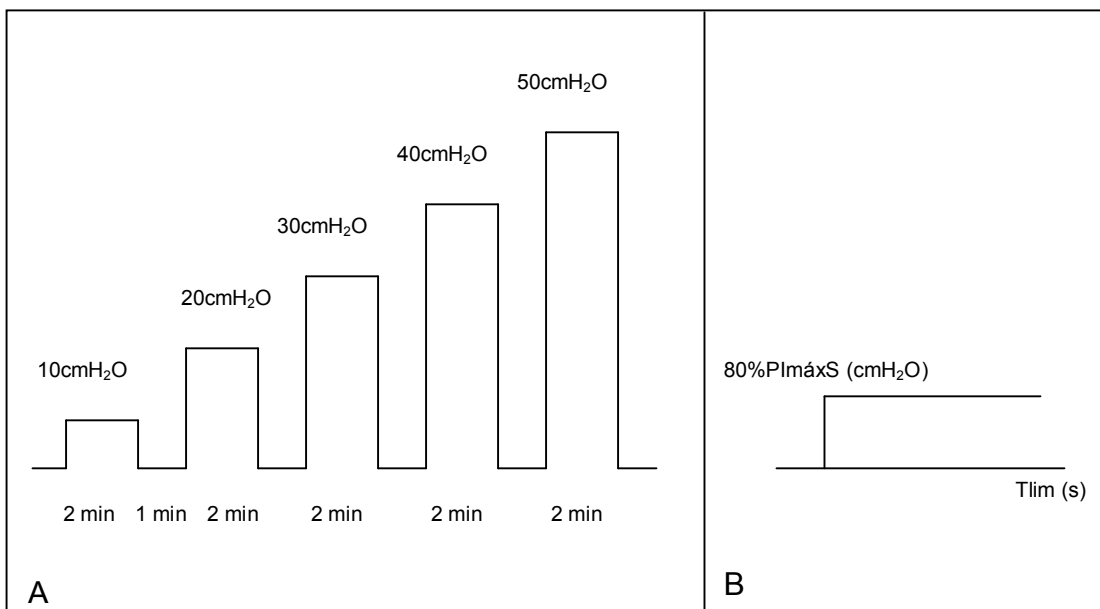 50cmH₂O
40cmH₂O
30cmH₂O
20cmH₂O
10cmH₂O
2 min 1 min 2 min 2 min 2 min 2 min
A
80%PImáxS (cmH₂O)
Tlim (s)
B